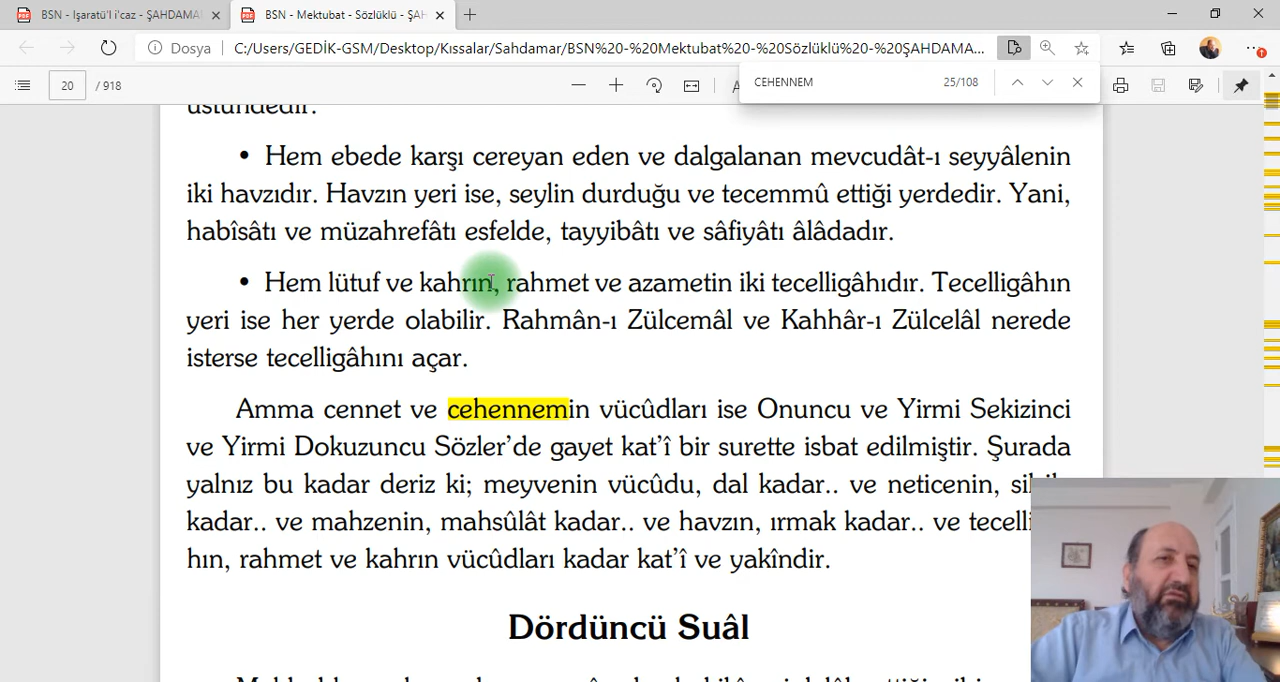 BSN - Işaratü'l i'caz - ŞAHDAMA
BSN - Mektubat - Sözlüklü - ŞAH
Dosya
C:/Users/GEDİK-GSM/Desktop/Kıssalar/Sahdamar/BSN%20-%20Mektubat%20-%20Sözlüklü%20-%20ŞAHDAMA...
20 / 918
CEHENNEM 25/108
üstündedir.
• Hem ebede karşı cereyan eden ve dalgalanan mevcudât-ı seyyâlenin
iki havzıdır. Havzın yeri ise, seylin durduğu ve tecemmû ettiği yerdedir. Yani,
habîsâtı ve müzahrefâtı esfelde, tayyibâtı ve sâfiyâtı âlâdadır.
• Hem lütuf ve kahrın, rahmet ve azametin iki tecelligâhıdır. Tecelligâhın
yeri ise her yerde olabilir. Rahmân-ı Zülcemâl ve Kahhâr-ı Zülcelâl nerede
isterse tecelligâhını açar.
Amma cennet ve cehennemin vücûdları ise Onuncu ve Yirmi Sekizinci
ve Yirmi Dokuzuncu Sözler'de gayet kat'î bir surette isbat edilmiştir. Şurada
yalnız bu kadar deriz ki; meyvenin vücûdu, dal kadar.. ve neticenin,
kadar.. ve mahzenin, mahsûlât kadar.. ve havzın, ırmak kadar.. ve
hın, rahmet ve kahrın vücûdları kadar kat'î ve yakîndir.
Dördüncü Suâl